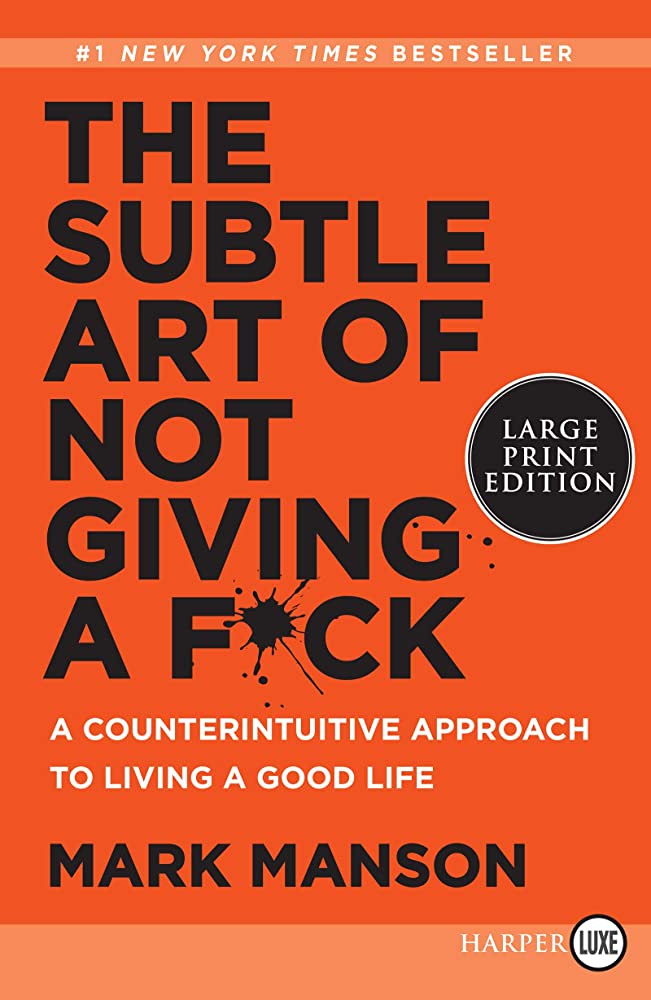 #1 NEW YORK TIMES BESTSELLER
THE
SUBTLE
ART OF
NOT
GIVING
A F*CK
LARGE
PRINT
EDITION
A COUNTERINTUITIVE APPROACH
TO LIVING A GOOD LIFE
MARK MANSON
HARPER LUXE